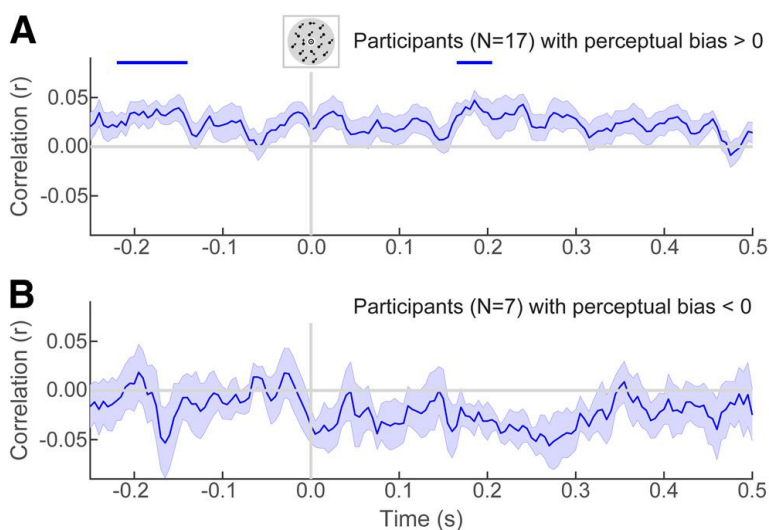 A
Participants (N=17) with perceptual bias > 0
Correlation (r)
0.05
0.00
-0.05
-0.2 -0.1 0.0 0.1 0.2 0.3 0.4 0.5
B
Participants (N=7) with perceptual bias < 0
Correlation (r)
0.05
0.00
-0.05
-0.2 -0.1 0.0 0.1 0.2 0.3 0.4 0.5
Time (s)